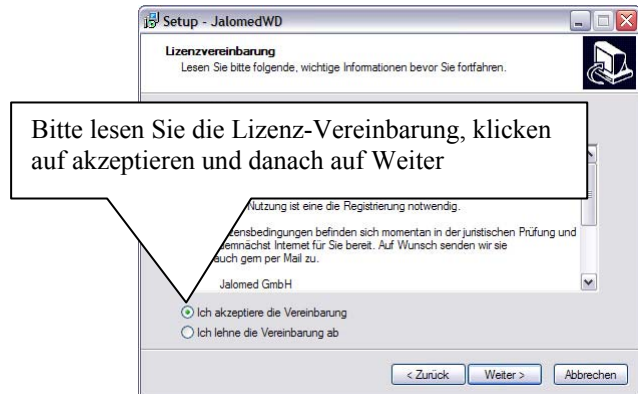 Setup - JalomedWD
Lizenzvereinbarung
Lesen Sie bitte folgende, wichtige Informationen bevor Sie fortfahren.
Bitte lesen Sie die Lizenz-Vereinbarung, klicken
auf akzeptieren und danach auf Weiter
Nutzung ist eine die Registrierung notwendig.
befinden sich momentan in der juristischen Prüfung und
Internet für Sie bereit. Auf Wunsch senden wir sie
auch gern per Mail zu.
Jalomed GmbH
Ich akzeptiere die Vereinbarung
Ich lehne die Vereinbarung ab
< Zurück Weiter > Abbrechen